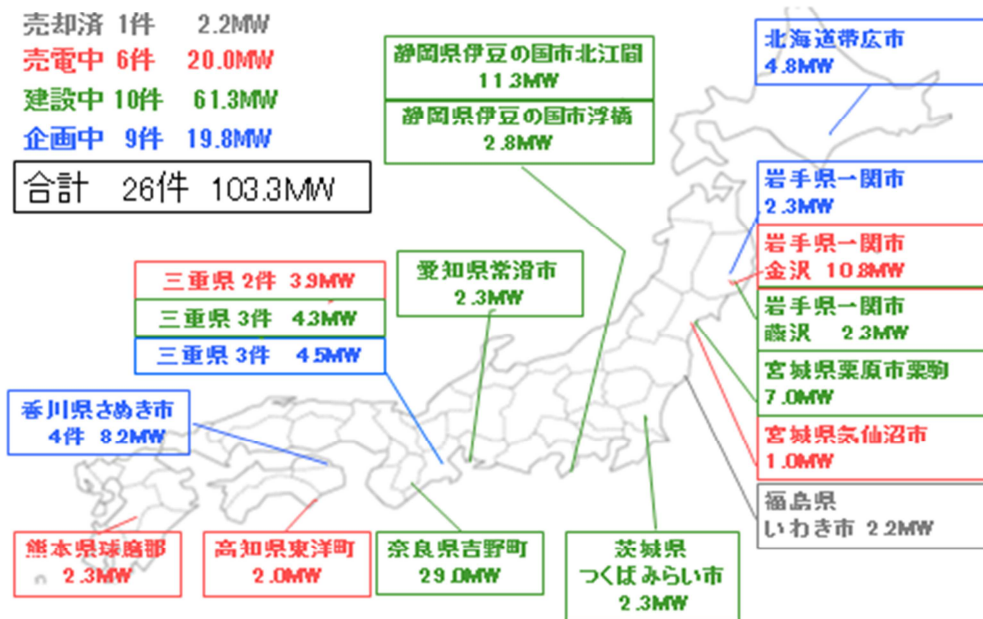 売却済 1件 2.2MW
売電中 6件 20.0MW
建設中 10件 61.3MW
企画中 9件 19.8MW
合計 26件 103.3MW
静岡県伊豆の国市北江間
11.3MW
静岡県伊豆の国市浮橋
2.8MW
北海道帯広市
4.8MW
岩手県一関市
2.3MW
岩手県一関市
金沢 10.8MW
岩手県一関市
藤沢 2.3MW
宮城県栗原市栗駒
7.0MW
宮城県気仙沼市
1.0MW
福島県
いわき市 2.2MW
愛知県常滑市
2.3MW
三重県 2件 3.9MW
三重県 3件 4.3MW
三重県 3件 4.5MW
香川県さぬき市
4件 8.2MW
熊本県球磨郡
2.3MW
高知県東洋町
2.0MW
奈良県吉野町
29.0MW
茨城県
つくばみらい市
2.3MW